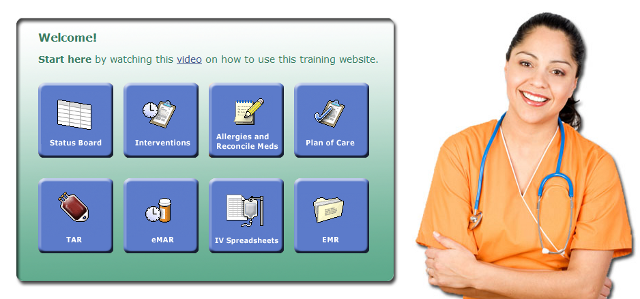 Welcome!
Start here by watching this video on how to use this training website.
Status Board
Interventions
Allergies and
Reconcile Meds
Plan of Care
TAR
eMAR
IV Spreadsheets
EMR